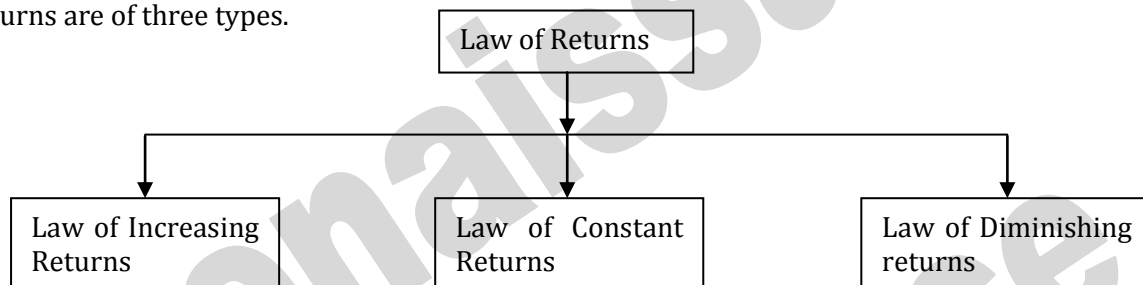 urns are of three types.
Law of Returns
Law of Increasing
Returns
Law of Constant
Returns
Law of Diminishing
returns